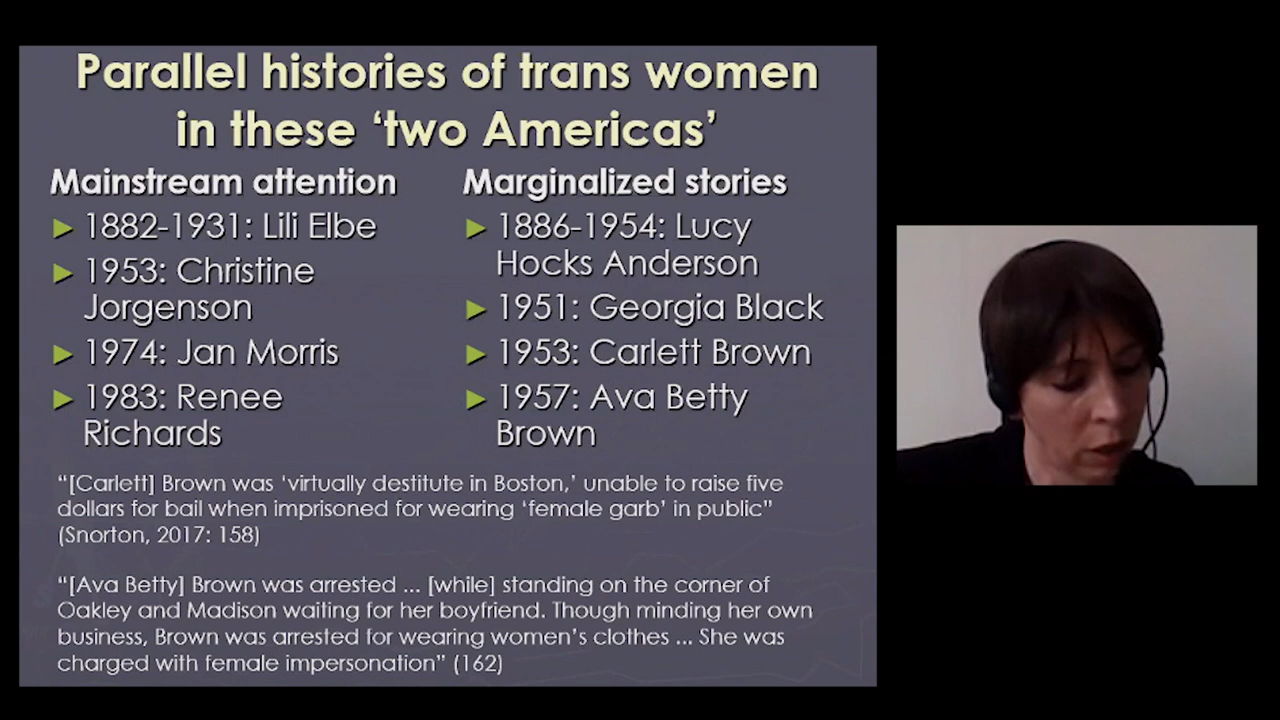 Parallel histories of trans women
in these ‘two Americas’
Mainstream attention
► 1882-1931: Lili Elbe
► 1953: Christine
Jorgenson
► 1974: Jan Morris
► 1983: Renee
Richards
Marginalized stories
► 1886-1954: Lucy
Hocks Anderson
► 1951: Georgia Black
► 1953: Carlett Brown
► 1957: Ava Betty
Brown
“[Carlett] Brown was ‘virtually destitute in Boston,’ unable to raise five
dollars for bail when imprisoned for wearing ‘female garb’ in public”
(Snorton, 2017: 158)
“[Ava Betty] Brown was arrested ... [while] standing on the corner of
Oakley and Madison waiting for her boyfriend. Though minding her own
business, Brown was arrested for wearing women’s clothes ... She was
charged with female impersonation” (162)